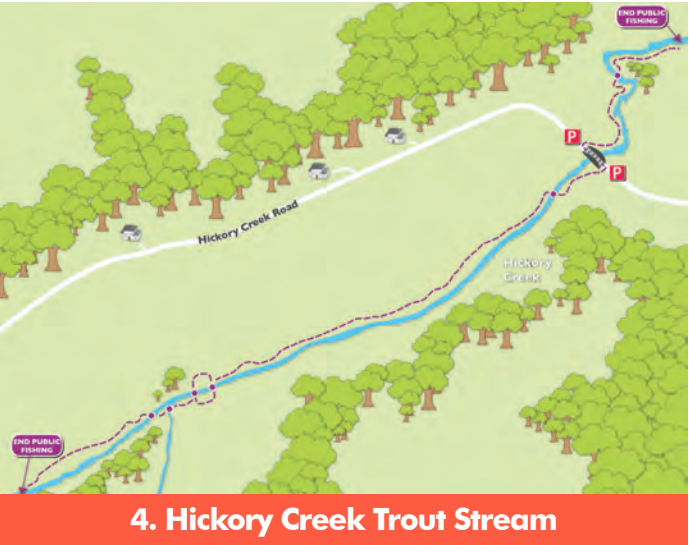 END PUBLIC
FISHING
P
P
Hickory Creek Road
Hickory
Creek
END PUBLIC
FISHING
4. Hickory Creek Trout Stream